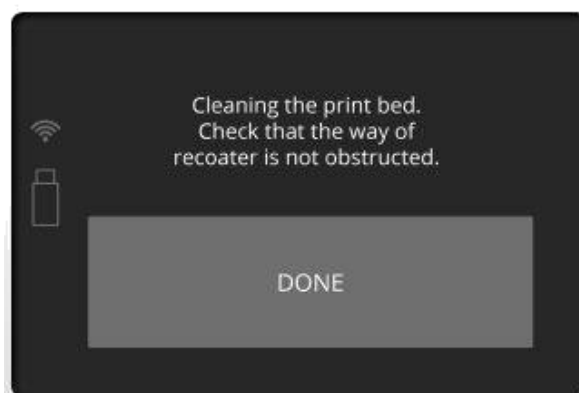 Cleaning the print bed.
Check that the way of
recoater is not obstructed.
DONE